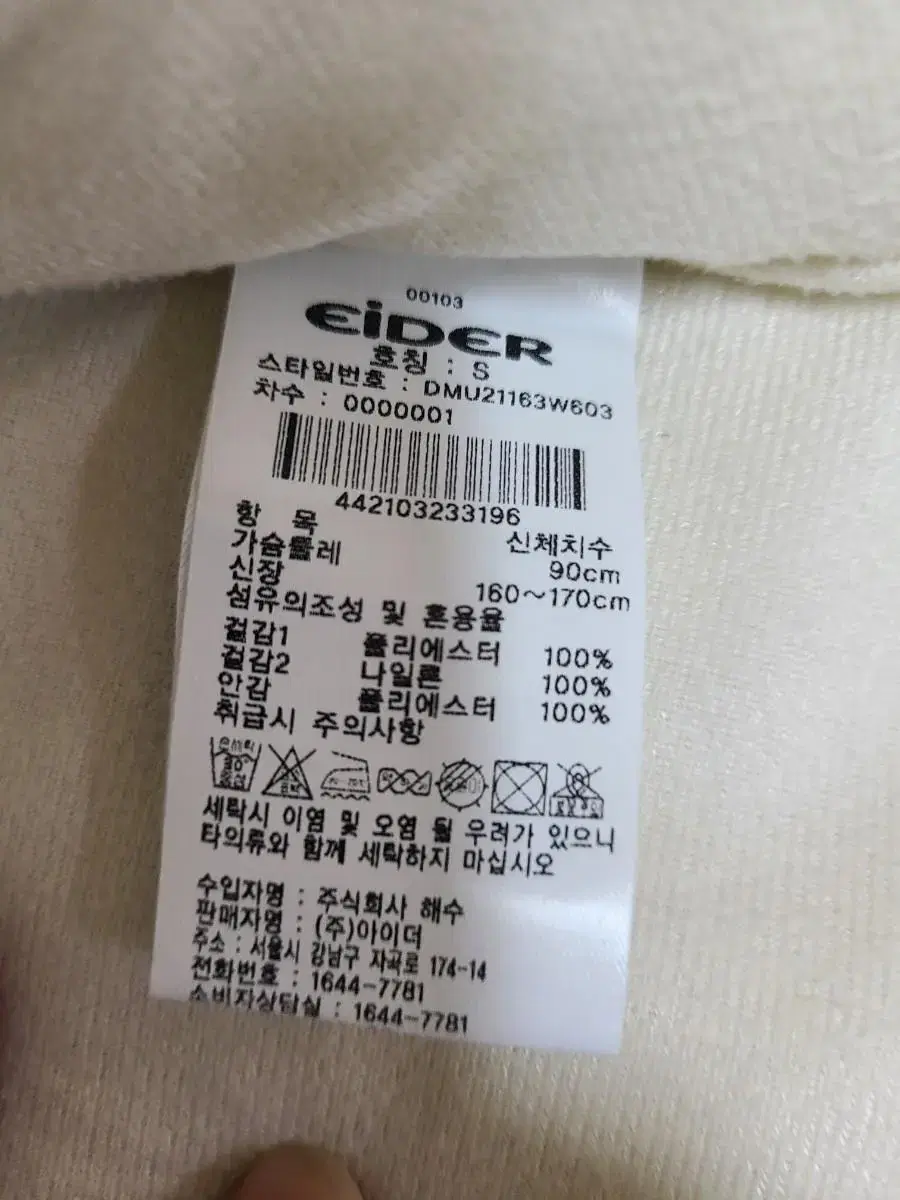 00103
EiDER
호칭 : S
스타일번호 : DMU21163W603
차수 : 0000001
442103233196
항 목 신체치수
가슴둘레 90cm
신장 160~170cm
섬유의조성 및 혼용율
겉감1 폴리에스터 100%
겉감2 나일론 100%
안감 폴리에스터 100%
취급시 주의사항
30° 중성
세탁시 이염 및 오염 될 우려가 있으니
타의류와 함께 세탁하지 마십시오
수입자명 : 주식회사 해수
판매자명 : (주)아이더
주소 : 서울시 강남구 자곡로 174-14
전화번호 : 1644-7781
소비자상담실 : 1644-7781